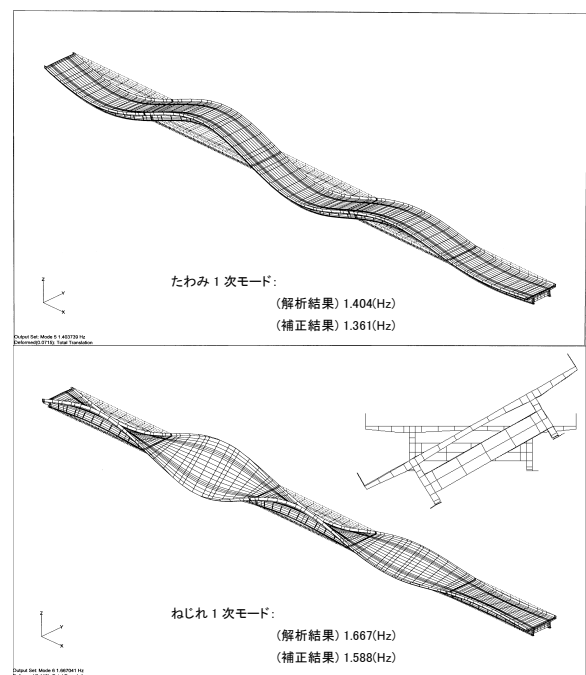 Z
Y
X
たわみ 1 次モード:
(解析結果) 1.404(Hz)
(補正結果) 1.361(Hz)
Output Set: Mode 5 1.403739 Hz
Deformed(0.0715): Total Translation
Z
Y
X
ねじれ 1 次モード:
(解析結果) 1.667(Hz)
(補正結果) 1.588(Hz)
Output Set: Mode 6 1.667041 Hz